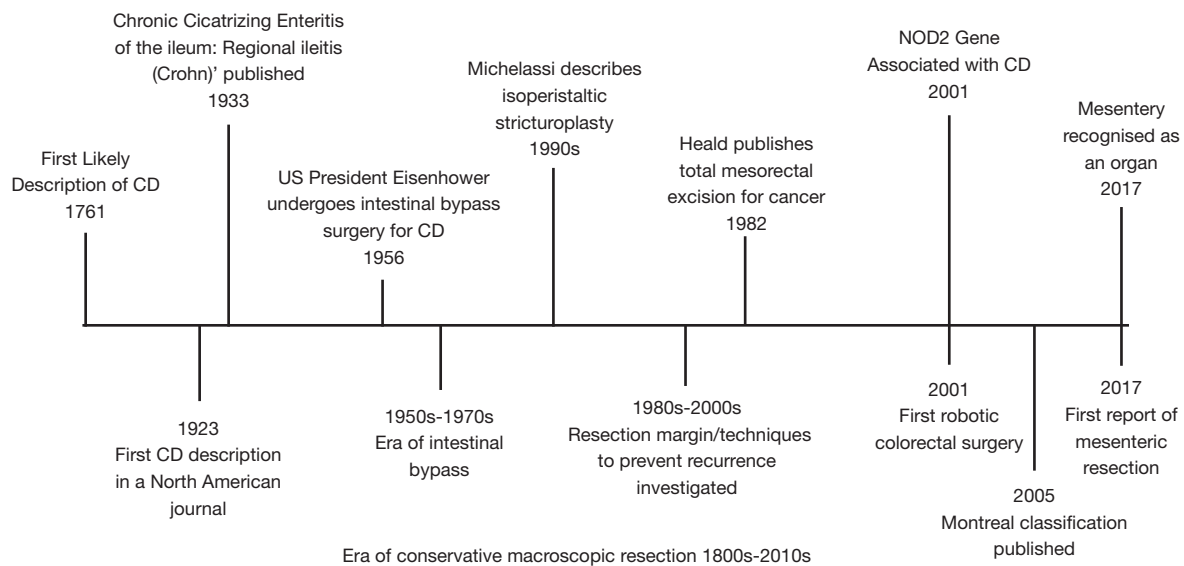 Chronic Cicatrizing Enteritis
of the ileum: Regional ileitis
(Crohn)’ published
1933
First Likely
Description of CD
1761
US President Eisenhower
undergoes intestinal bypass
surgery for CD
1956
Michelassi describes
isoperistaltic
stricturoplasty
1990s
Heald publishes
total mesorectal
excision for cancer
1982
NOD2 Gene
Associated with CD
2001
Mesentery
recognised as
an organ
2017
1923
First CD description
in a North American
journal
1950s-1970s
Era of intestinal
bypass
1980s-2000s
Resection margin/techniques
to prevent recurrence
investigated
2001
First robotic
colorectal surgery
2005
Montreal classification
published
2017
First report of
mesenteric
resection
Era of conservative macroscopic resection 1800s-2010s